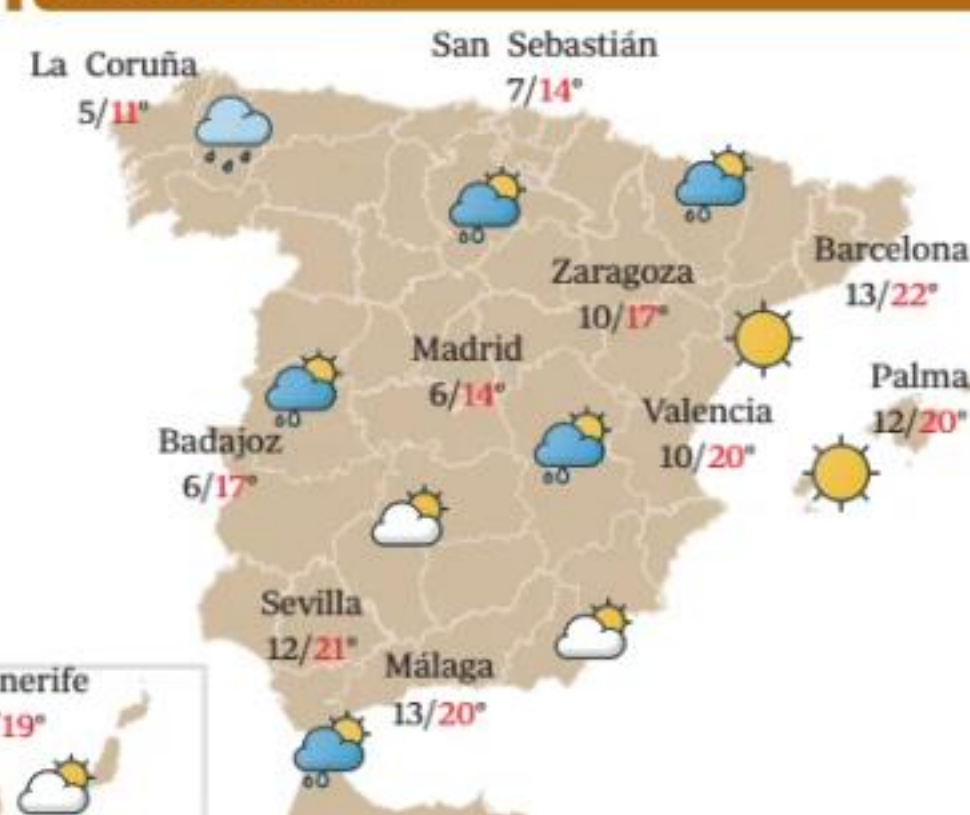 La Coruña
5/11°
San Sebastián
7/14°
Barcelona
13/22°
Zaragoza
10/17°
Madrid
6/14°
Palma
12/20°
Valencia
10/20°
Badajoz
6/17°
Sevilla
12/21°
Málaga
13/20°
nerife
/19°